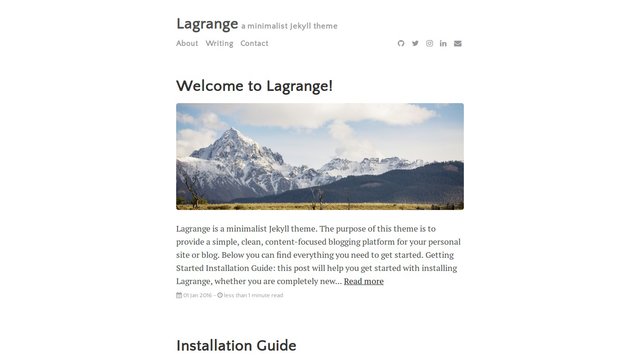 Lagrange a minimalist Jekyll theme
About Writing Contact
Welcome to Lagrange!
Lagrange is a minimalist Jekyll theme. The purpose of this theme is to
provide a simple, clean, content-focused blogging platform for your personal
site or blog. Below you can find everything you need to get started. Getting
Started Installation Guide: this post will help you get started with installing
Lagrange, whether you are completely new... Read more
01 Jan 2016 - less than 1 minute read
Installation Guide